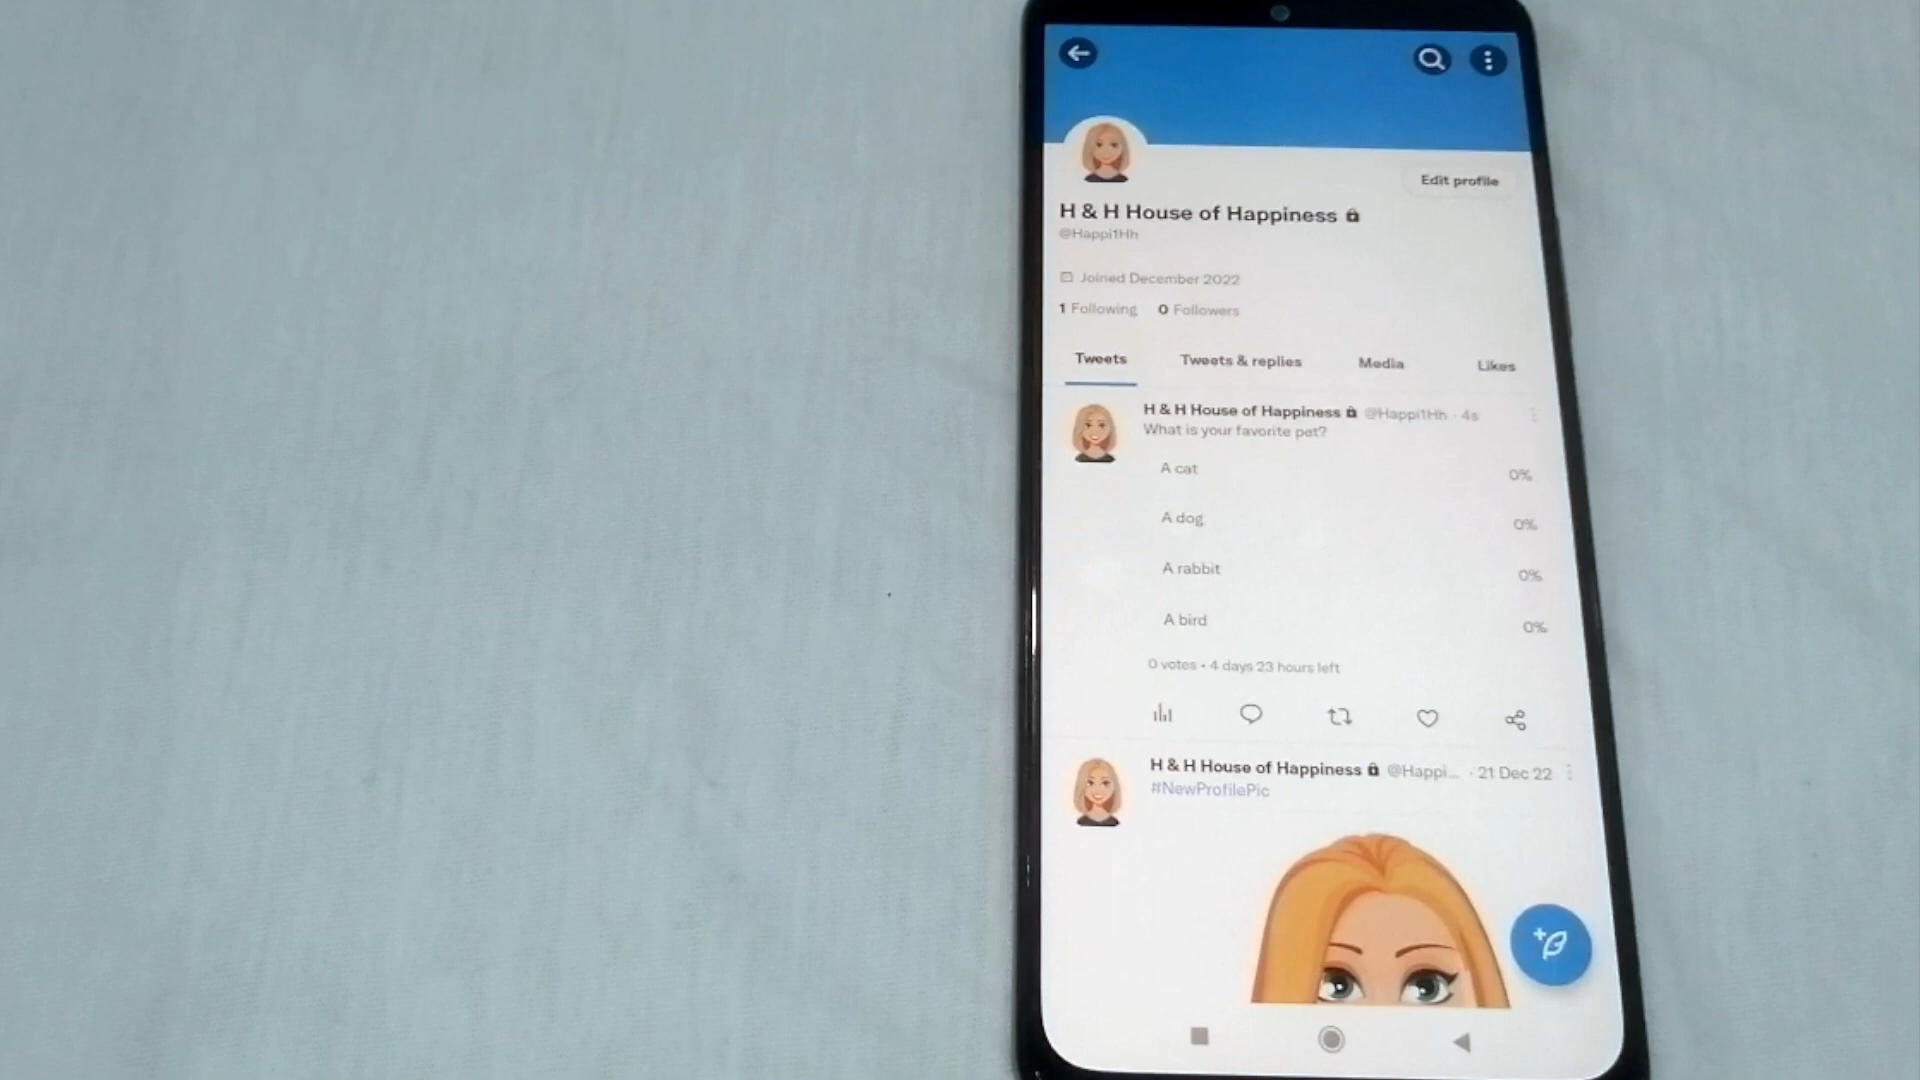 Edit profile
H & H House of Happiness
@Happi1Hh
Joined December 2022
1 Following 0 Followers
Tweets Tweets & replies Media Likes
H & H House of Happiness @Happi1Hh · 4s
What is your favorite pet?
A cat 0%
A dog 0%
A rabbit 0%
A bird 0%
0 votes • 4 days 23 hours left
H & H House of Happiness @Happi... · 21 Dec 22
#NewProfilePic